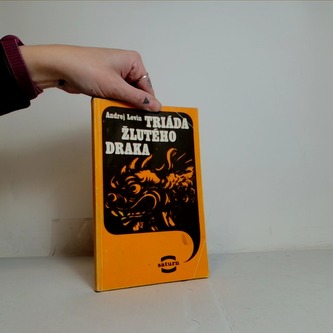 Andrej Levin TRIÁDA
ŽLUTÉHO
DRAKA
saturn